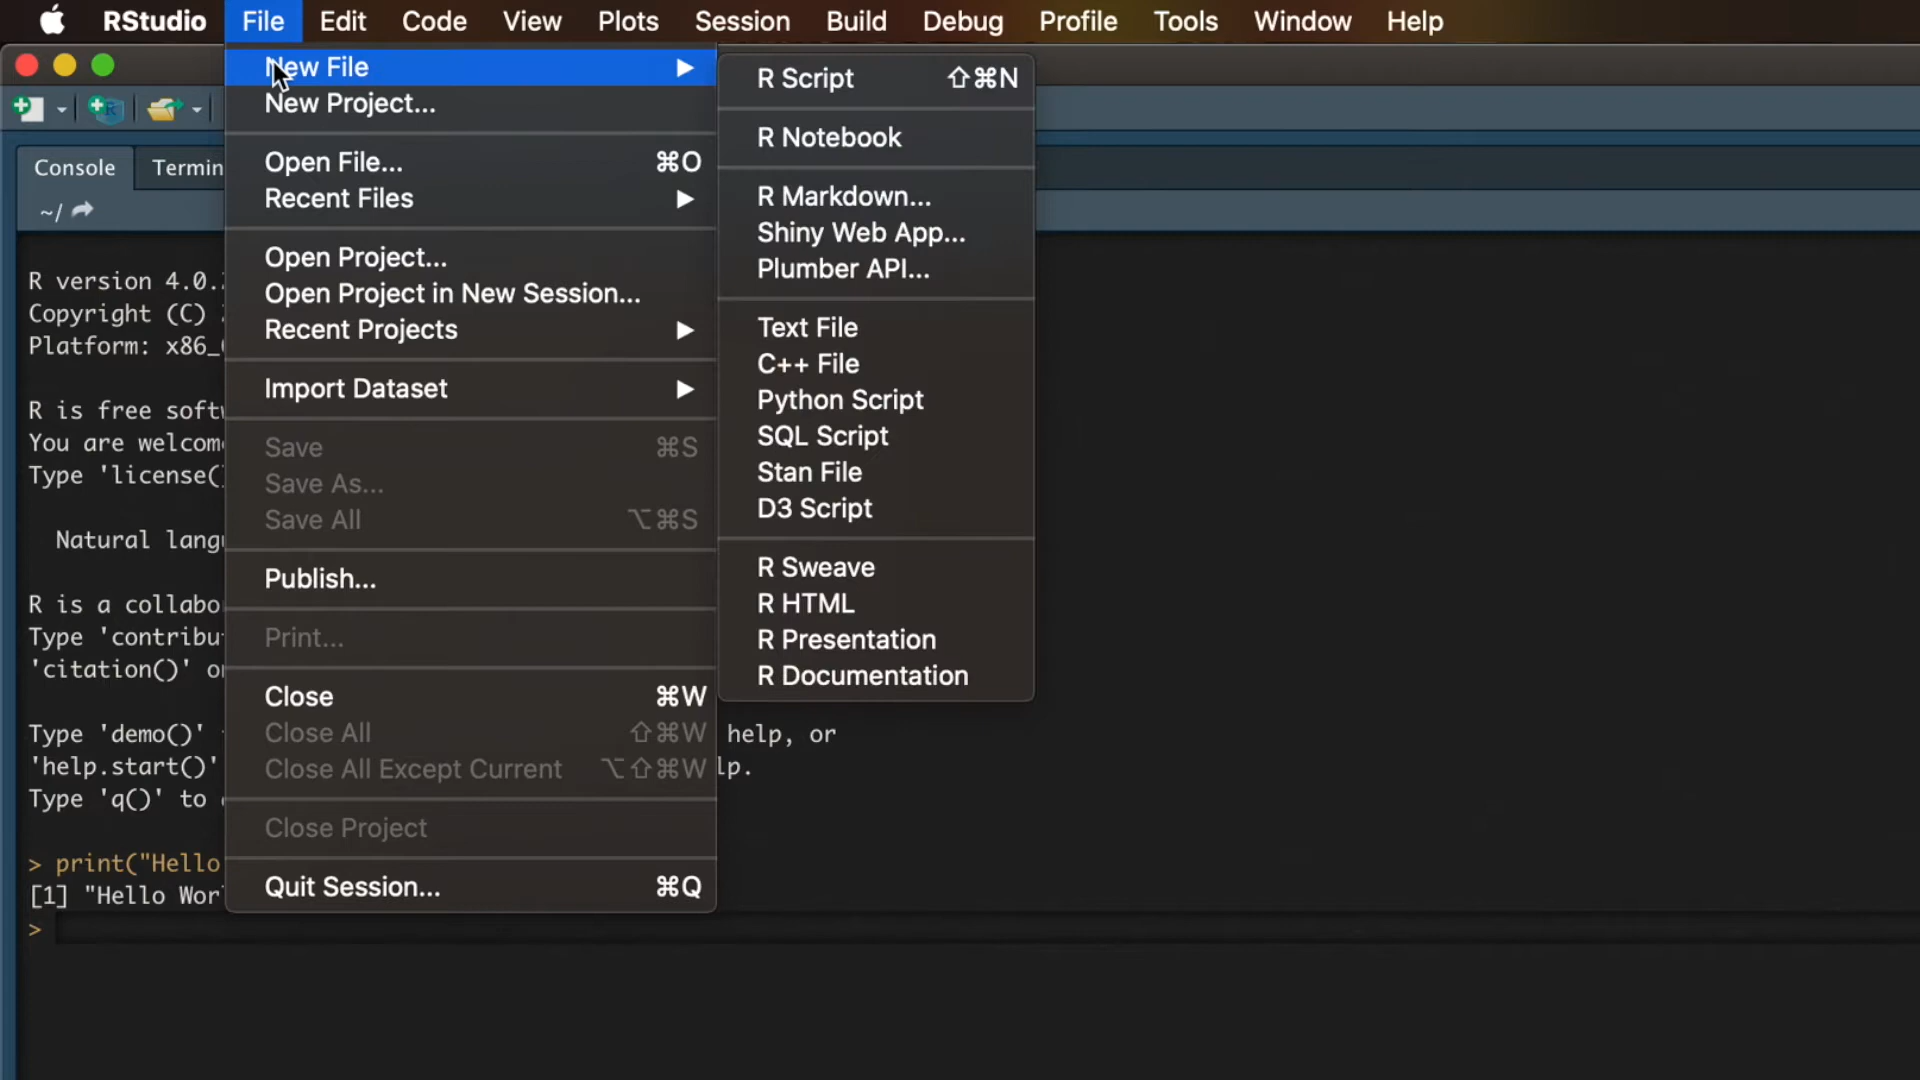 RStudio File Edit Code View Plots Session Build Debug Profile Tools Window Help
New File
New Project...
Open File... ⌘O
Recent Files
Open Project...
Open Project in New Session...
Recent Projects
Import Dataset
Save ⌘S
Save As...
Save All ⌥⌘S
Publish...
Print...
Close ⌘W
Close All ⇧⌘W
Close All Except Current ⌥⇧⌘W
Close Project
Quit Session... ⌘Q
R Script ⇧⌘N
R Notebook
R Markdown...
Shiny Web App...
Plumber API...
Text File
C++ File
Python Script
SQL Script
Stan File
D3 Script
R Sweave
R HTML
R Presentation
R Documentation
Console Termin
~/
R version 4.0.
Copyright (C)
Platform: x86_
R is free soft
You are welcom
Type 'license(
Natural lang
R is a collabo
Type 'contribu
'citation()' o
Type 'demo()' help, or
'help.start()' lp.
Type 'q()' to
> print("Hello
[1] "Hello Wor
>